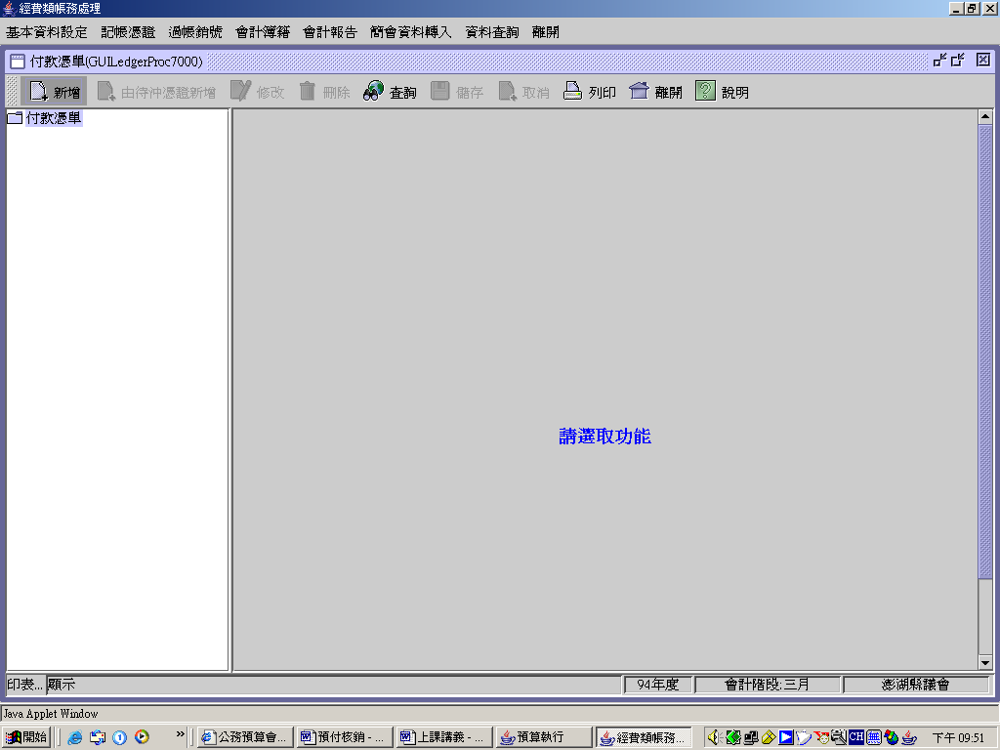 經費類帳務處理
基本資料設定 記帳憑證 過帳銷號 會計簿籍 會計報告 簡會資料轉入 資料查詢 離開
付款憑單(GUILedgerProc7000)
新增 由待沖憑證新增 修改 刪除 查詢 儲存 取消 列印 離開 說明
付款憑單
請選取功能
印表... 顯示 94年度 會計階段:三月 澎湖縣議會
Java Applet Window
開始 公務預算會... 預付核銷 - ... 上課講義 - ... 預算執行 經費類帳務... CH 下午 09:51